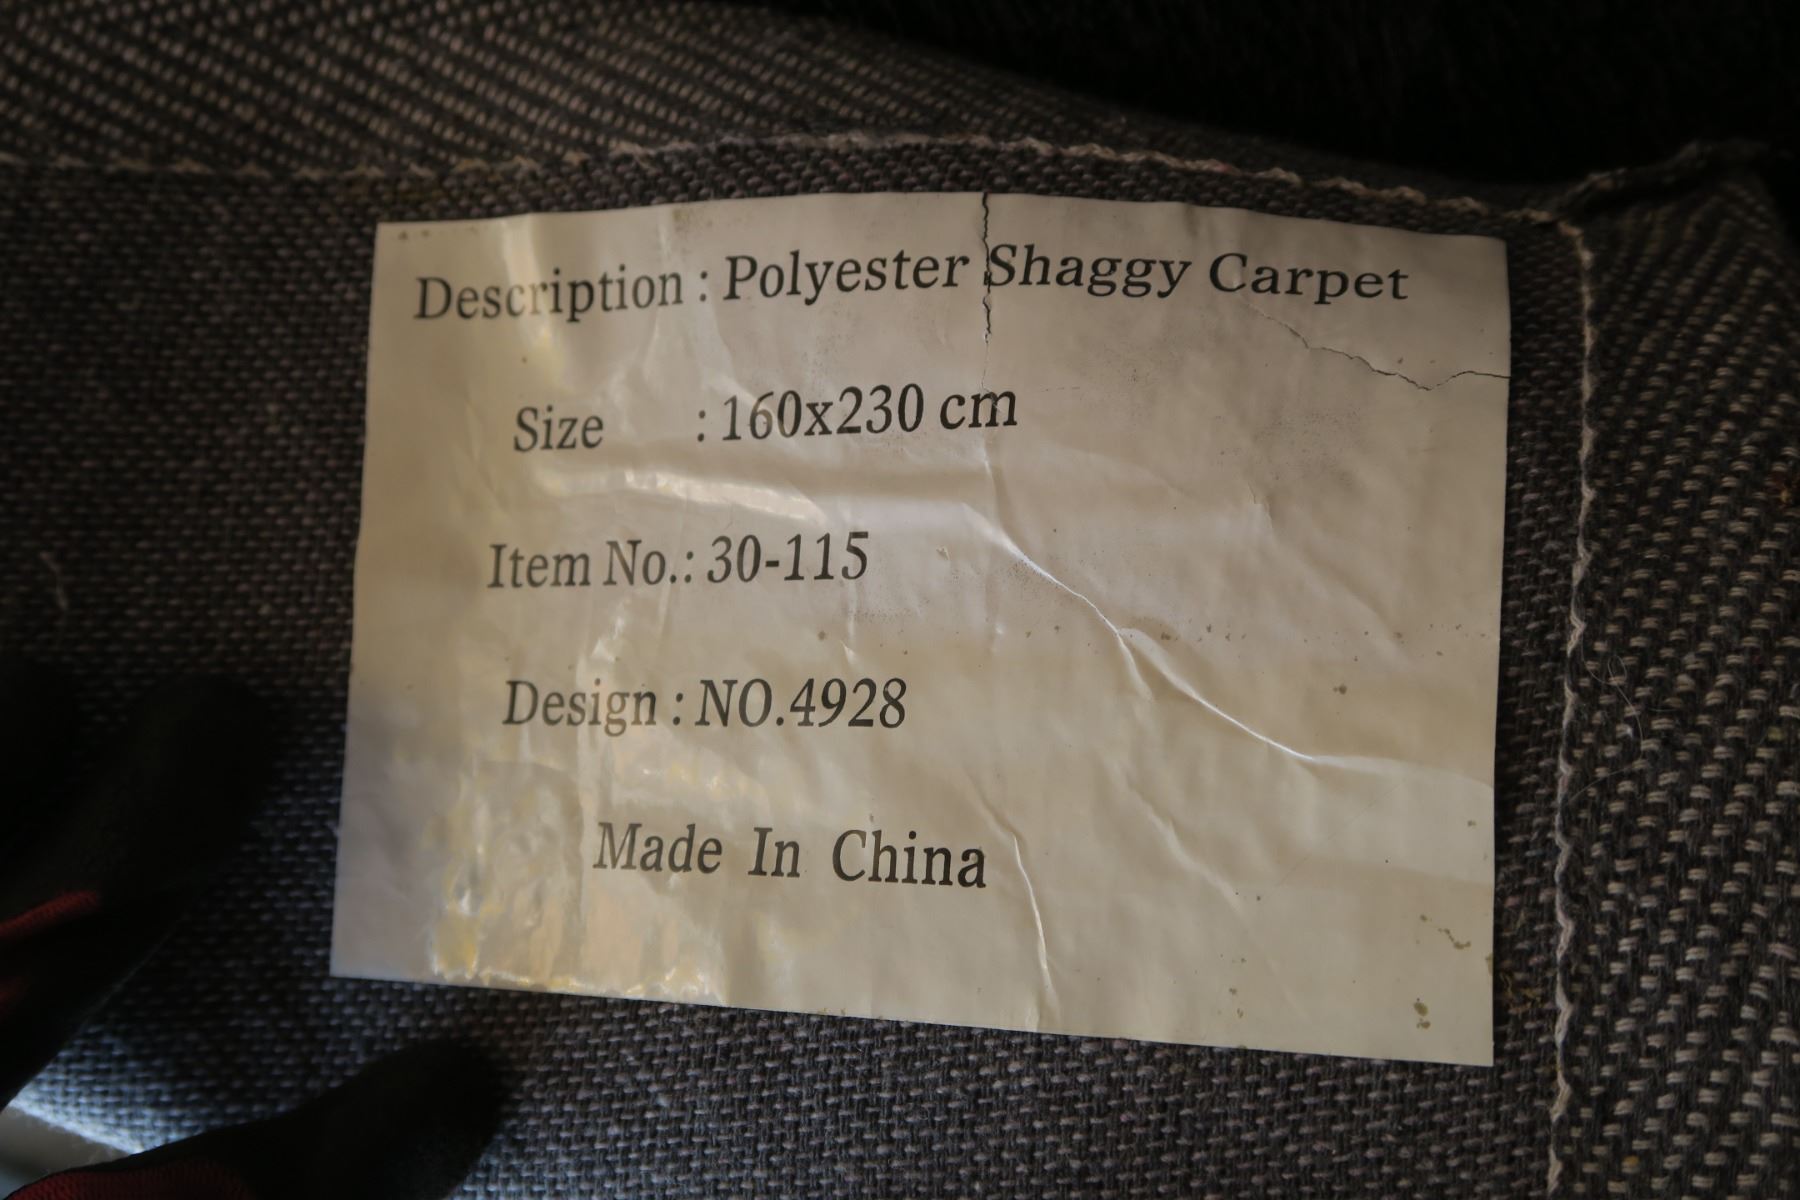 Description : Polyester Shaggy Carpet
Size : 160x230 cm
Item No.: 30-115
Design : NO.4928
Made In China